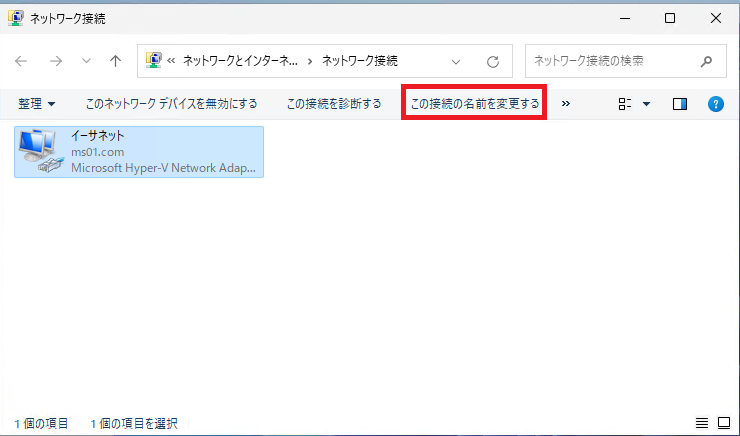 ネットワーク接続
« ネットワークとインターネ... › ネットワーク接続
ネットワーク接続の検索
整理 このネットワーク デバイスを無効にする この接続を診断する この接続の名前を変更する »
イーサネット
ms01.com
Microsoft Hyper-V Network Adap...
1 個の項目 1 個の項目を選択